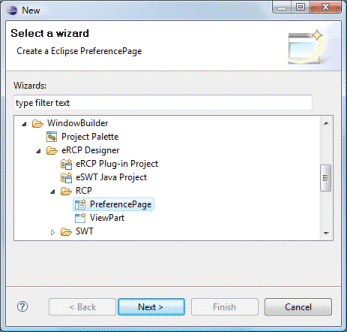 New
Select a wizard
Create a Eclipse PreferencePage
Wizards:
type filter text
WindowBuilder
Project Palette
eRCP Designer
eRCP Plug-in Project
eSWT Java Project
RCP
PreferencePage
ViewPart
SWT
? < Back Next > Finish Cancel